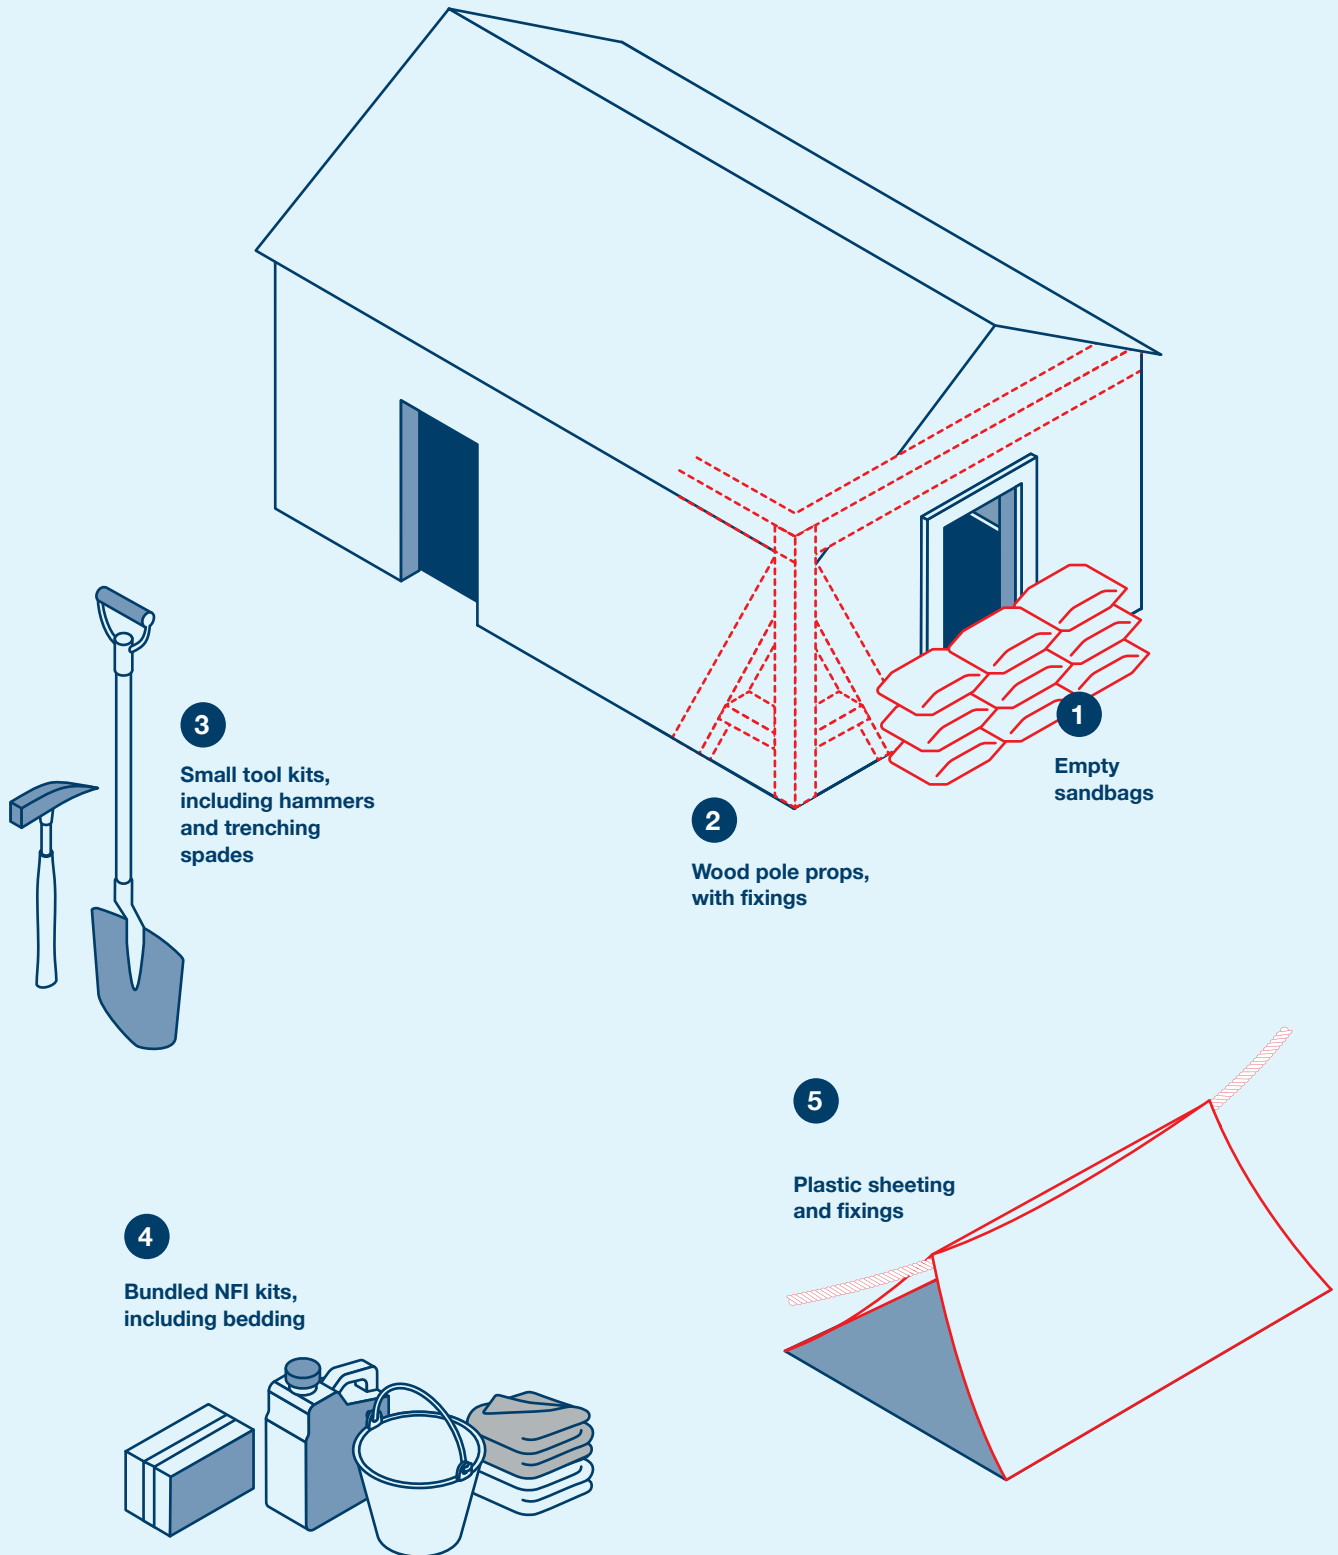 1
Empty
sandbags
2
Wood pole props,
with fixings
3
Small tool kits,
including hammers
and trenching
spades
4
Bundled NFI kits,
including bedding
5
Plastic sheeting
and fixings